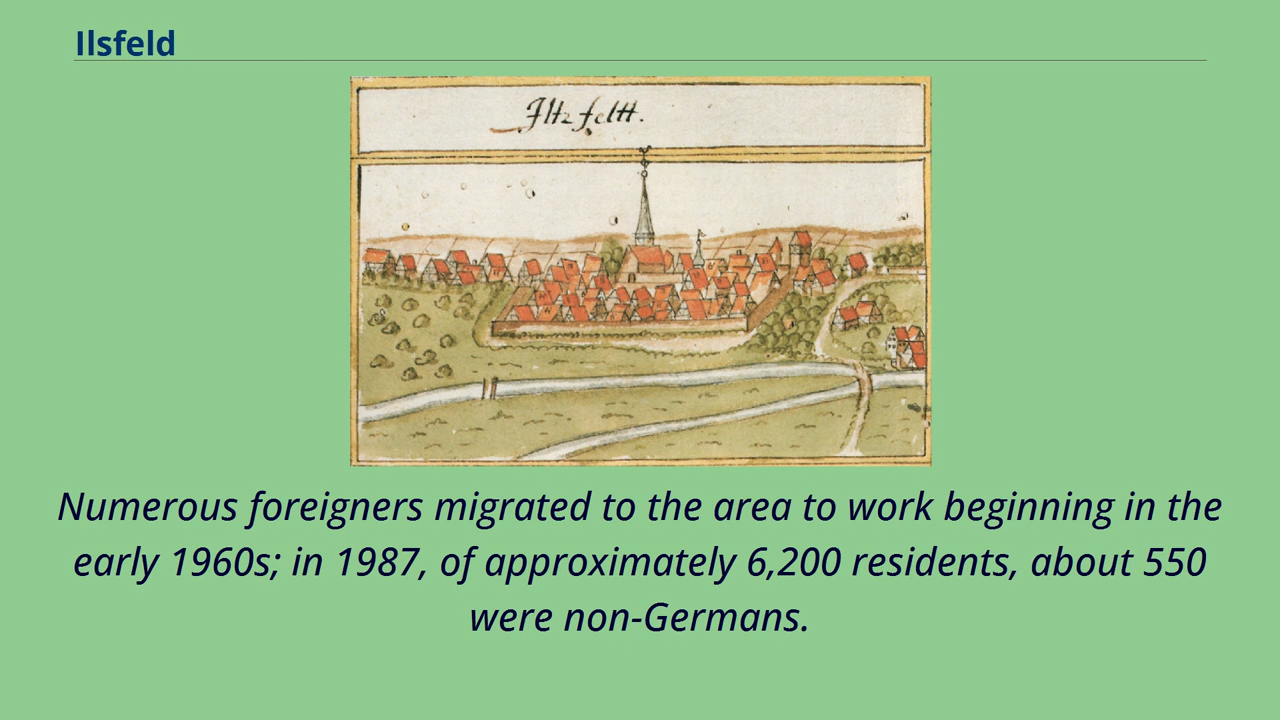 Ilsfeld
Iltzfeltt.
Numerous foreigners migrated to the area to work beginning in the
early 1960s; in 1987, of approximately 6,200 residents, about 550
were non-Germans.